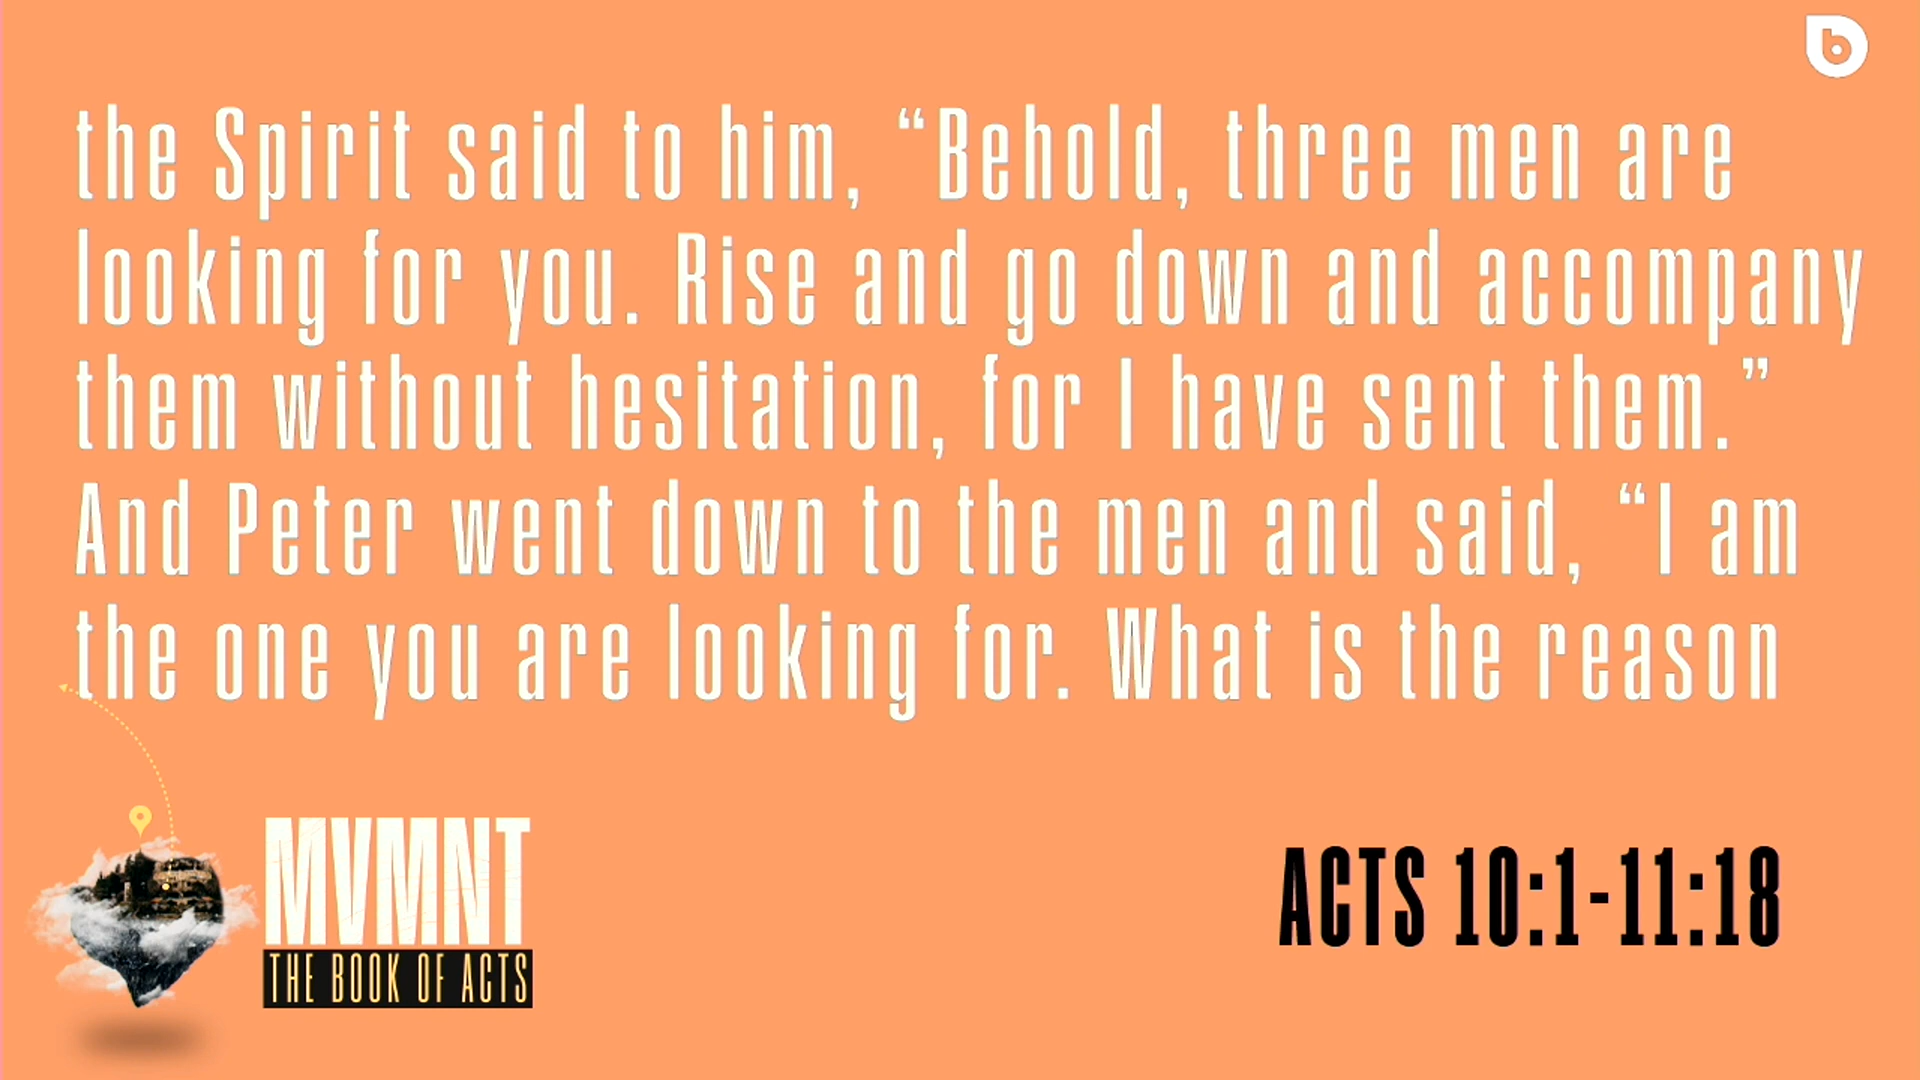 b
the Spirit said to him, “Behold, three men are
looking for you. Rise and go down and accompany
them without hesitation, for I have sent them.”
And Peter went down to the men and said, “I am
the one you are looking for. What is the reason
MVMNT
THE BOOK OF ACTS
ACTS 10:1-11:18